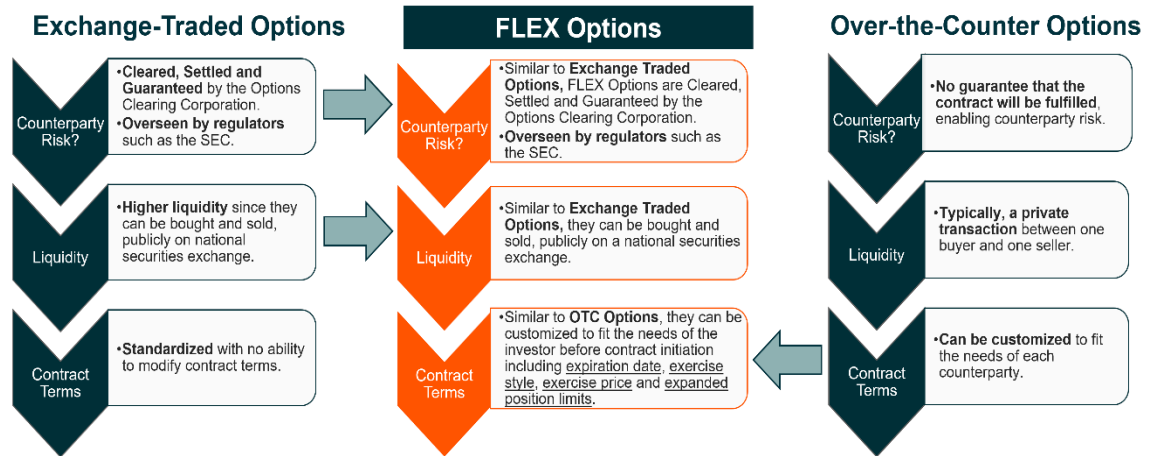 Exchange-Traded Options
Counterparty
Risk?
•Cleared, Settled and
Guaranteed by the Options
Clearing Corporation.
•Overseen by regulators
such as the SEC.
Liquidity
•Higher liquidity since they
can be bought and sold,
publicly on national
securities exchange.
Contract
Terms
•Standardized with no ability
to modify contract terms.
FLEX Options
Counterparty
Risk?
•Similar to Exchange Traded
Options, FLEX Options are Cleared,
Settled and Guaranteed by the
Options Clearing Corporation.
•Overseen by regulators such as
the SEC.
Liquidity
•Similar to Exchange Traded
Options, they can be bought and
sold, publicly on a national securities
exchange.
Contract
Terms
•Similar to OTC Options, they can be
customized to fit the needs of the
investor before contract initiation
including expiration date, exercise
style, exercise price and expanded
position limits.
Over-the-Counter Options
Counterparty
Risk?
•No guarantee that the
contract will be fulfilled,
enabling counterparty risk.
Liquidity
•Typically, a private
transaction between one
buyer and one seller.
Contract
Terms
•Can be customized to fit
the needs of each
counterparty.